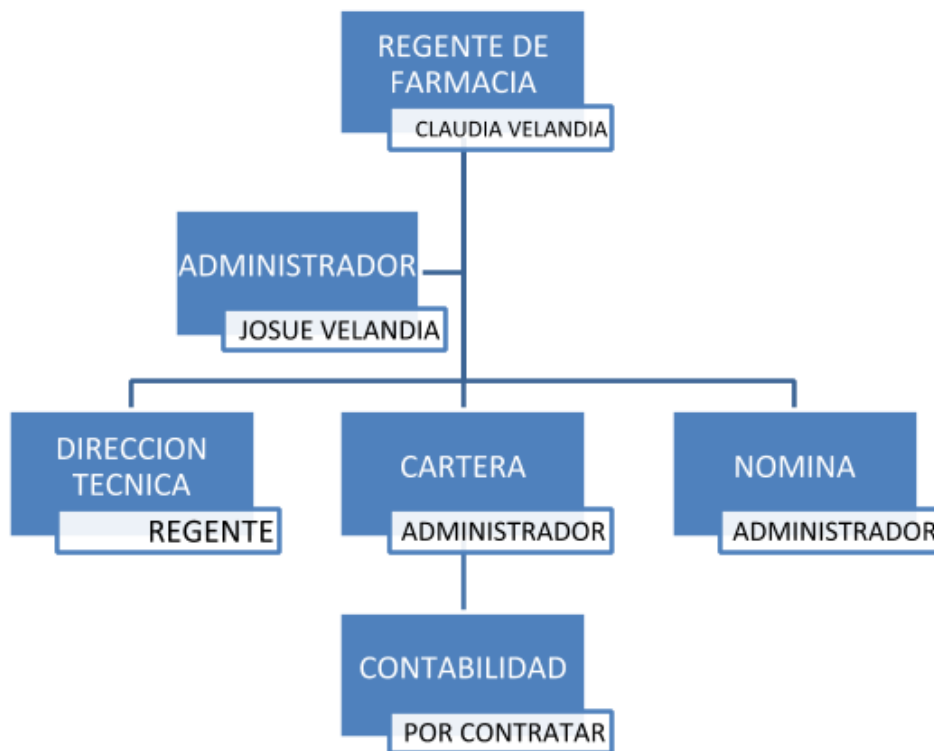 REGENTE DE
FARMACIA
CLAUDIA VELANDIA
ADMINISTRADOR
JOSUE VELANDIA
DIRECCION
TECNICA
REGENTE
CARTERA
ADMINISTRADOR
NOMINA
ADMINISTRADOR
CONTABILIDAD
POR CONTRATAR